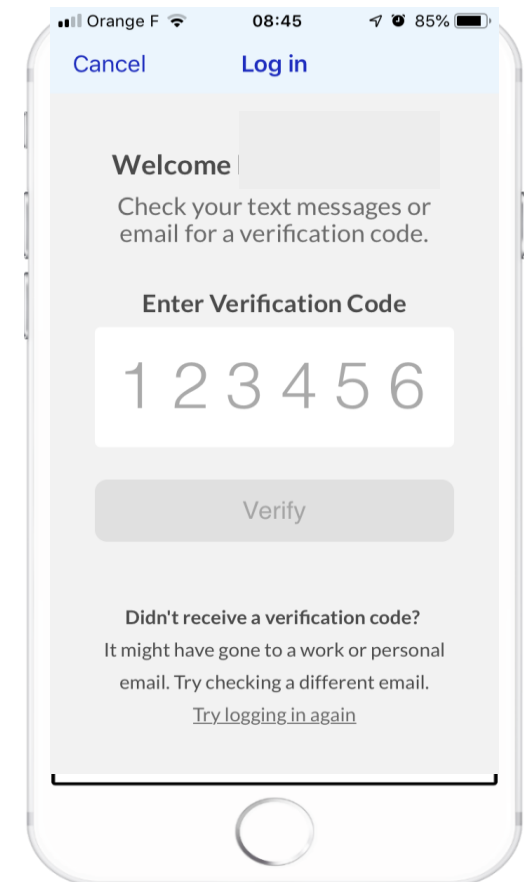 Orange F 08:45 85%
Cancel Log in
Welcome
Check your text messages or
email for a verification code.
Enter Verification Code
1 2 3 4 5 6
Verify
Didn't receive a verification code?
It might have gone to a work or personal
email. Try checking a different email.
Try logging in again